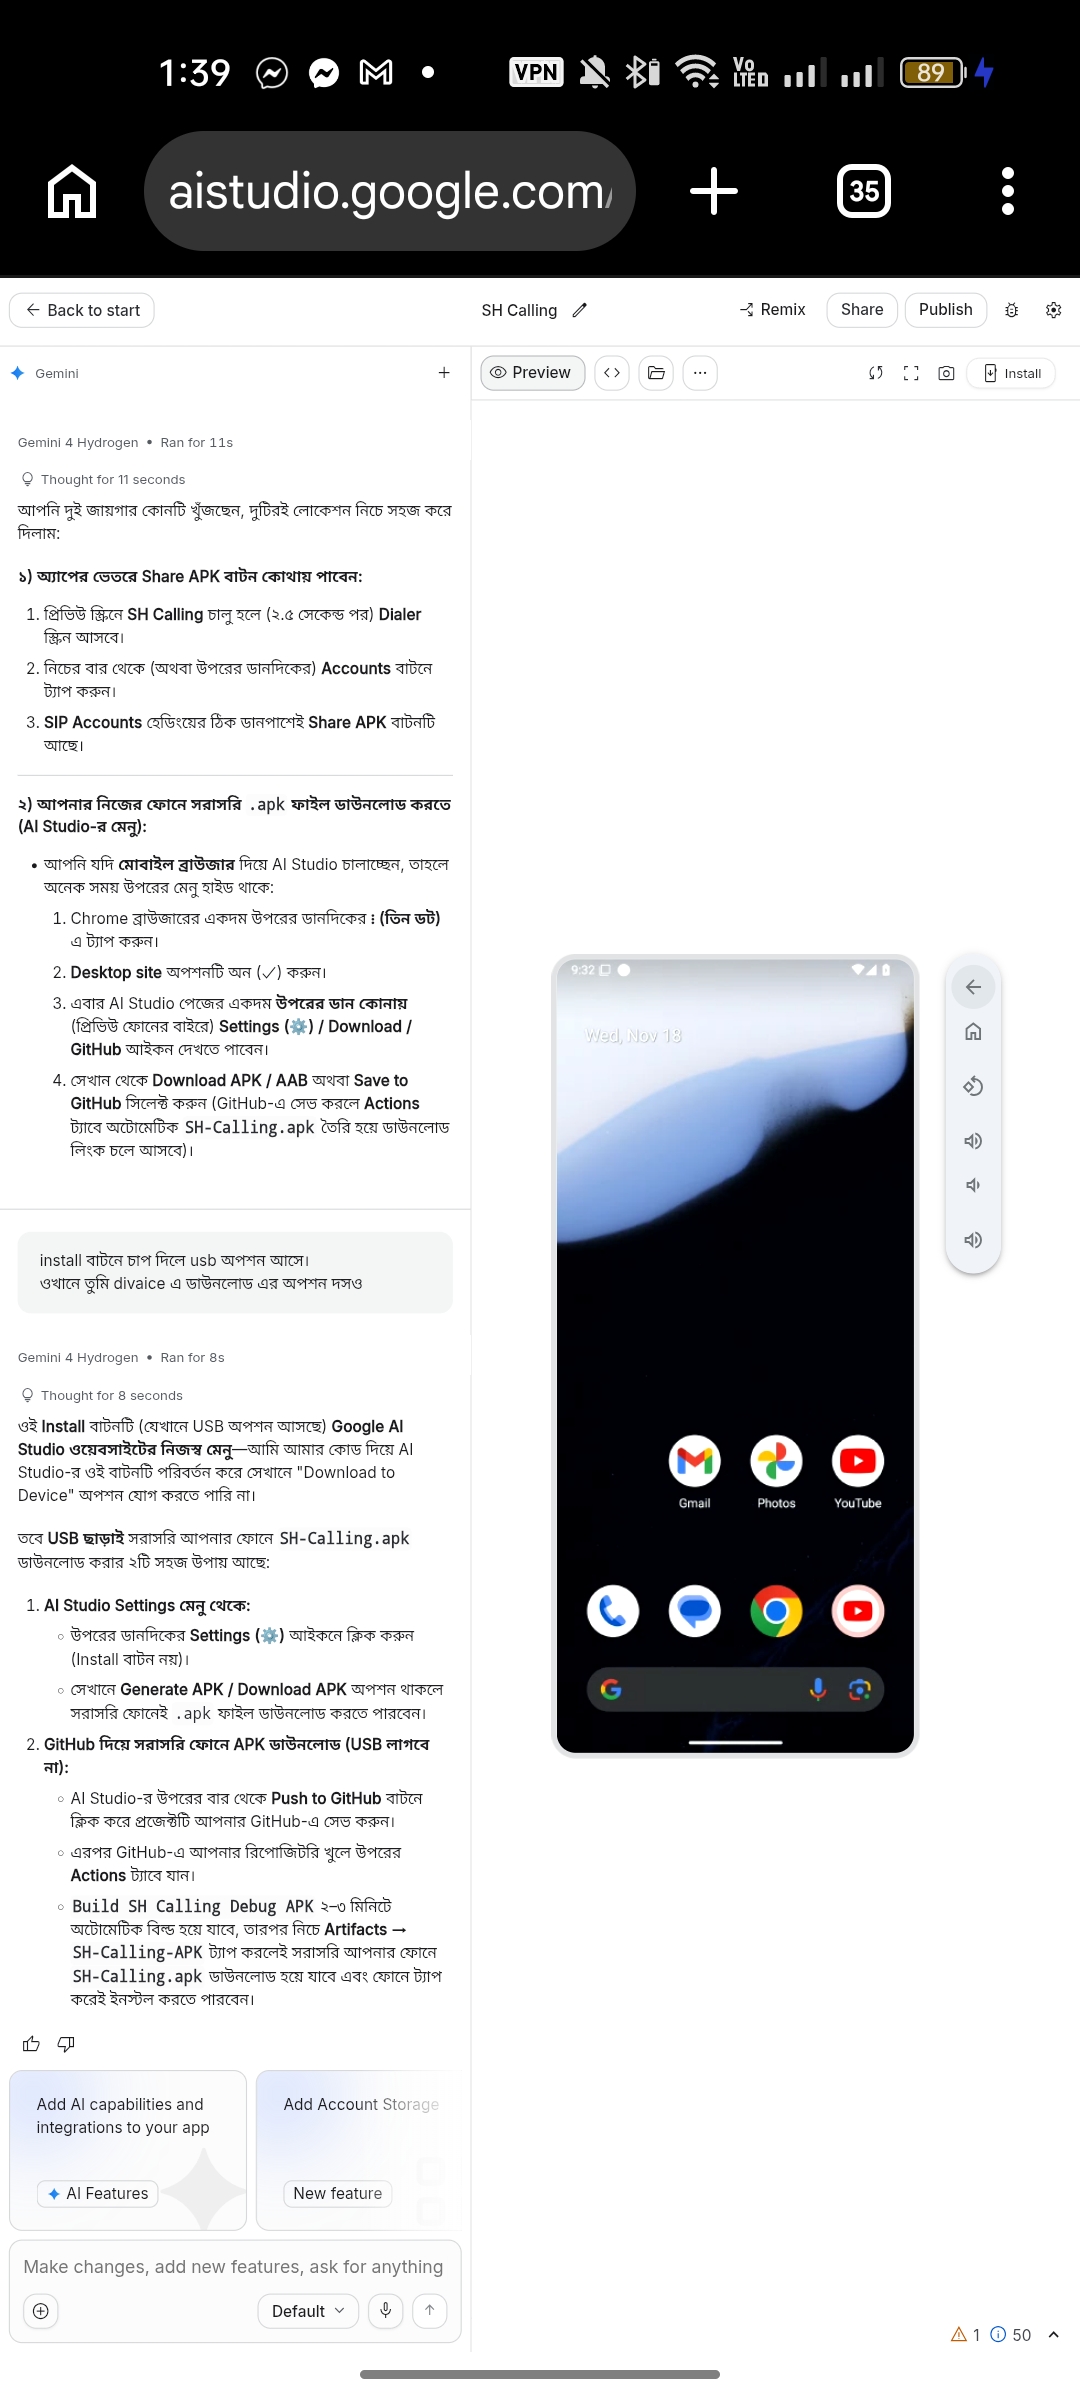 1:39
VPN
Vo
LTED
89
aistudio.google.com/
35
Back to start
SH Calling
Remix
Share
Publish
Gemini
Preview
Install
Gemini 4 Hydrogen • Ran for 11s
Thought for 11 seconds
আপনি দুই জায়গার কোনটি খুঁজছেন, দুটিরই লোকেশন নিচে সহজ করে
দিলাম:
১) অ্যাপের ভেতরে Share APK বাটন কোথায় পাবেন:
1. প্রিভিউ স্ক্রিনে SH Calling চালু হলে (২.৫ সেকেন্ড পর) Dialer
স্ক্রিন আসবে।
2. নিচের বার থেকে (অথবা উপরের ডানদিকের) Accounts বাটনে
ট্যাপ করুন।
3. SIP Accounts হেডিংয়ের ঠিক ডানপাশেই Share APK বাটনটি
আছে।
২) আপনার নিজের ফোনে সরাসরি .apk ফাইল ডাউনলোড করতে
(AI Studio-র মেনু):
• আপনি যদি মোবাইল ব্রাউজার দিয়ে AI Studio চালাচ্ছেন, তাহলে
অনেক সময় উপরের মেনু হাইড থাকে:
1. Chrome ব্রাউজারের একদম উপরের ডানদিকের ⋮ (তিন ডট)
এ ট্যাপ করুন।
2. Desktop site অপশনটি অন (✓) করুন।
3. এবার AI Studio পেজের একদম উপরের ডান কোনায়
(প্রিভিউ ফোনের বাইরে) Settings (⚙️) / Download /
GitHub আইকন দেখতে পাবেন।
4. সেখান থেকে Download APK / AAB অথবা Save to
GitHub সিলেক্ট করুন (GitHub-এ সেভ করলে Actions
ট্যাবে অটোমেটিক SH-Calling.apk তৈরি হয়ে ডাউনলোড
লিংক চলে আসবে)।
install বাটনে চাপ দিলে usb অপশন আসে।
ওখানে তুমি divaice এ ডাউনলোড এর অপশন দসও
Gemini 4 Hydrogen • Ran for 8s
Thought for 8 seconds
ওই Install বাটনটি (যেখানে USB অপশন আসছে) Google AI
Studio ওয়েবসাইটের নিজস্ব মেনু—আমি আমার কোড দিয়ে AI
Studio-র ওই বাটনটি পরিবর্তন করে সেখানে "Download to
Device" অপশন যোগ করতে পারি না।
তবে USB ছাড়াই সরাসরি আপনার ফোনে SH-Calling.apk
ডাউনলোড করার ২টি সহজ উপায় আছে:
1. AI Studio Settings মেনু থেকে:
◦ উপরের ডানদিকের Settings (⚙️) আইকনে ক্লিক করুন
(Install বাটন নয়)।
◦ সেখানে Generate APK / Download APK অপশন থাকলে
সরাসরি ফোনেই .apk ফাইল ডাউনলোড করতে পারবেন।
2. GitHub দিয়ে সরাসরি ফোনে APK ডাউনলোড (USB লাগবে
না):
◦ AI Studio-র উপরের বার থেকে Push to GitHub বাটনে
ক্লিক করে প্রজেক্টটি আপনার GitHub-এ সেভ করুন।
◦ এরপর GitHub-এ আপনার রিপোজিটরি খুলে উপরের
Actions ট্যাবে যান।
◦ Build SH Calling Debug APK ২–৩ মিনিটে
অটোমেটিক বিল্ড হয়ে যাবে, তারপর নিচে Artifacts →
SH-Calling-APK ট্যাপ করলেই সরাসরি আপনার ফোনে
SH-Calling.apk ডাউনলোড হয়ে যাবে এবং ফোনে ট্যাপ
করেই ইনস্টল করতে পারবেন।
Add AI capabilities and
integrations to your app
AI Features
Add Account Storage
New feature
Make changes, add new features, ask for anything
Default
9:32
Wed, Nov 18
Gmail
Photos
YouTube
1
50